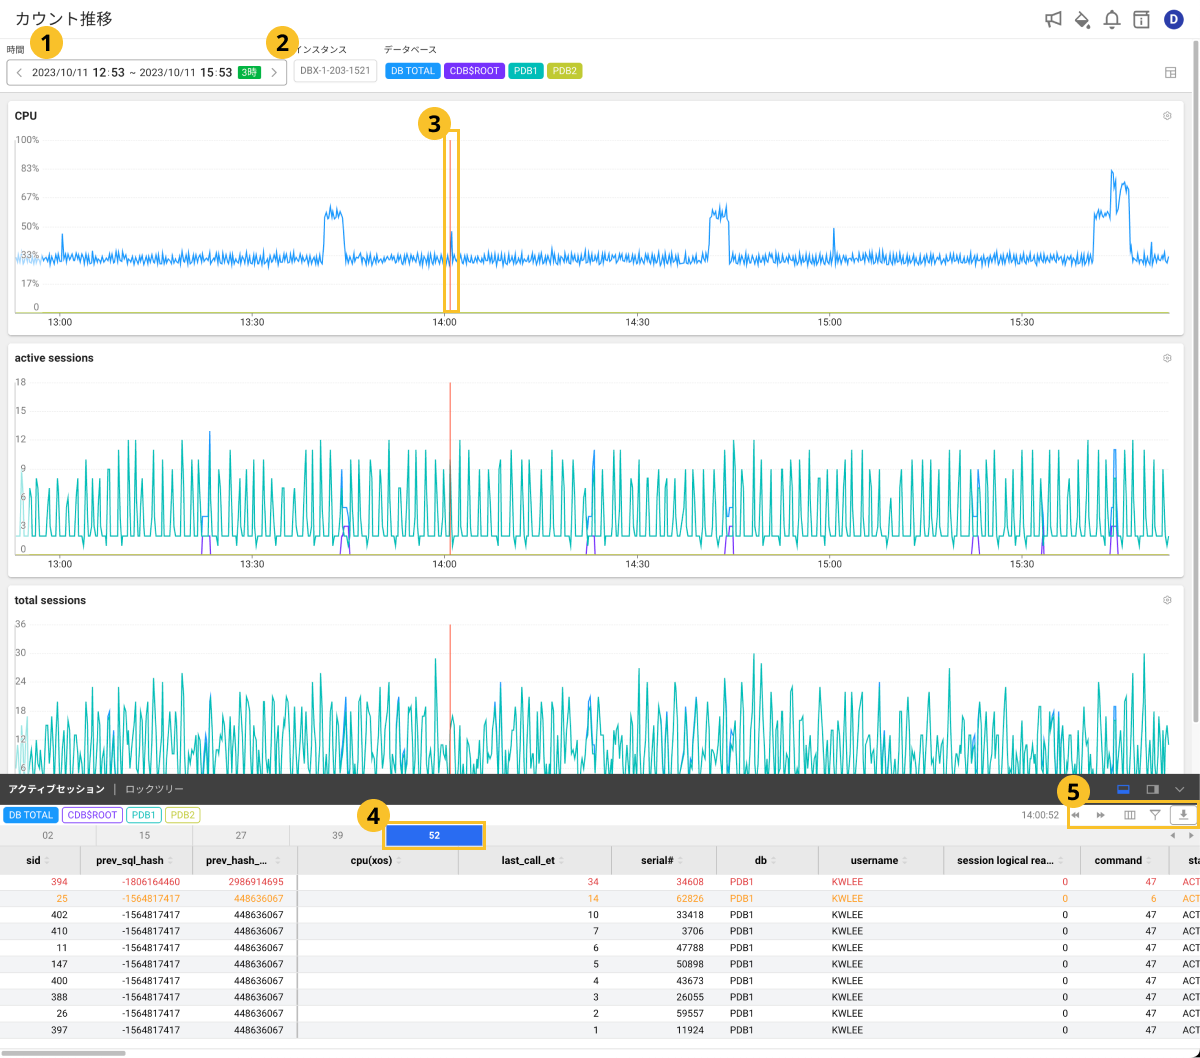 カウント推移
D
時間 1 2 インスタンス データベース
2023/10/11 12:53 ~ 2023/10/11 15:53 3時 DBX-1-203-1521 DB TOTAL CDB$ROOT PDB1 PDB2
CPU
3
100%
83%
67%
50%
33%
17%
0
13:00 13:30 14:00 14:30 15:00 15:30
active sessions
18
15
12
9
6
3
0
13:00 13:30 14:00 14:30 15:00 15:30
total sessions
36
30
24
18
12
6
アクティブセッション | ロックツリー
5
DB TOTAL CDB$ROOT PDB1 PDB2 4 14:00:52
02 15 27 39 52
sid prev_sql_hash prev_hash_... cpu(xos) last_call_et serial# db username session logical rea... command sta
394 -1806164460 2986914695 34 34608 PDB1 KWLEE 0 47 ACT
25 -1564817417 448636067 14 62826 PDB1 KWLEE 0 6 ACT
402 -1564817417 448636067 10 33418 PDB1 KWLEE 0 47 ACT
410 -1564817417 448636067 7 3706 PDB1 KWLEE 0 47 ACT
11 -1564817417 448636067 6 47788 PDB1 KWLEE 0 47 ACT
147 -1564817417 448636067 5 50898 PDB1 KWLEE 0 47 ACT
400 -1564817417 448636067 4 43673 PDB1 KWLEE 0 47 ACT
388 -1564817417 448636067 3 26055 PDB1 KWLEE 0 47 ACT
26 -1564817417 448636067 2 59557 PDB1 KWLEE 0 47 ACT
397 -1564817417 448636067 1 11924 PDB1 KWLEE 0 47 ACT